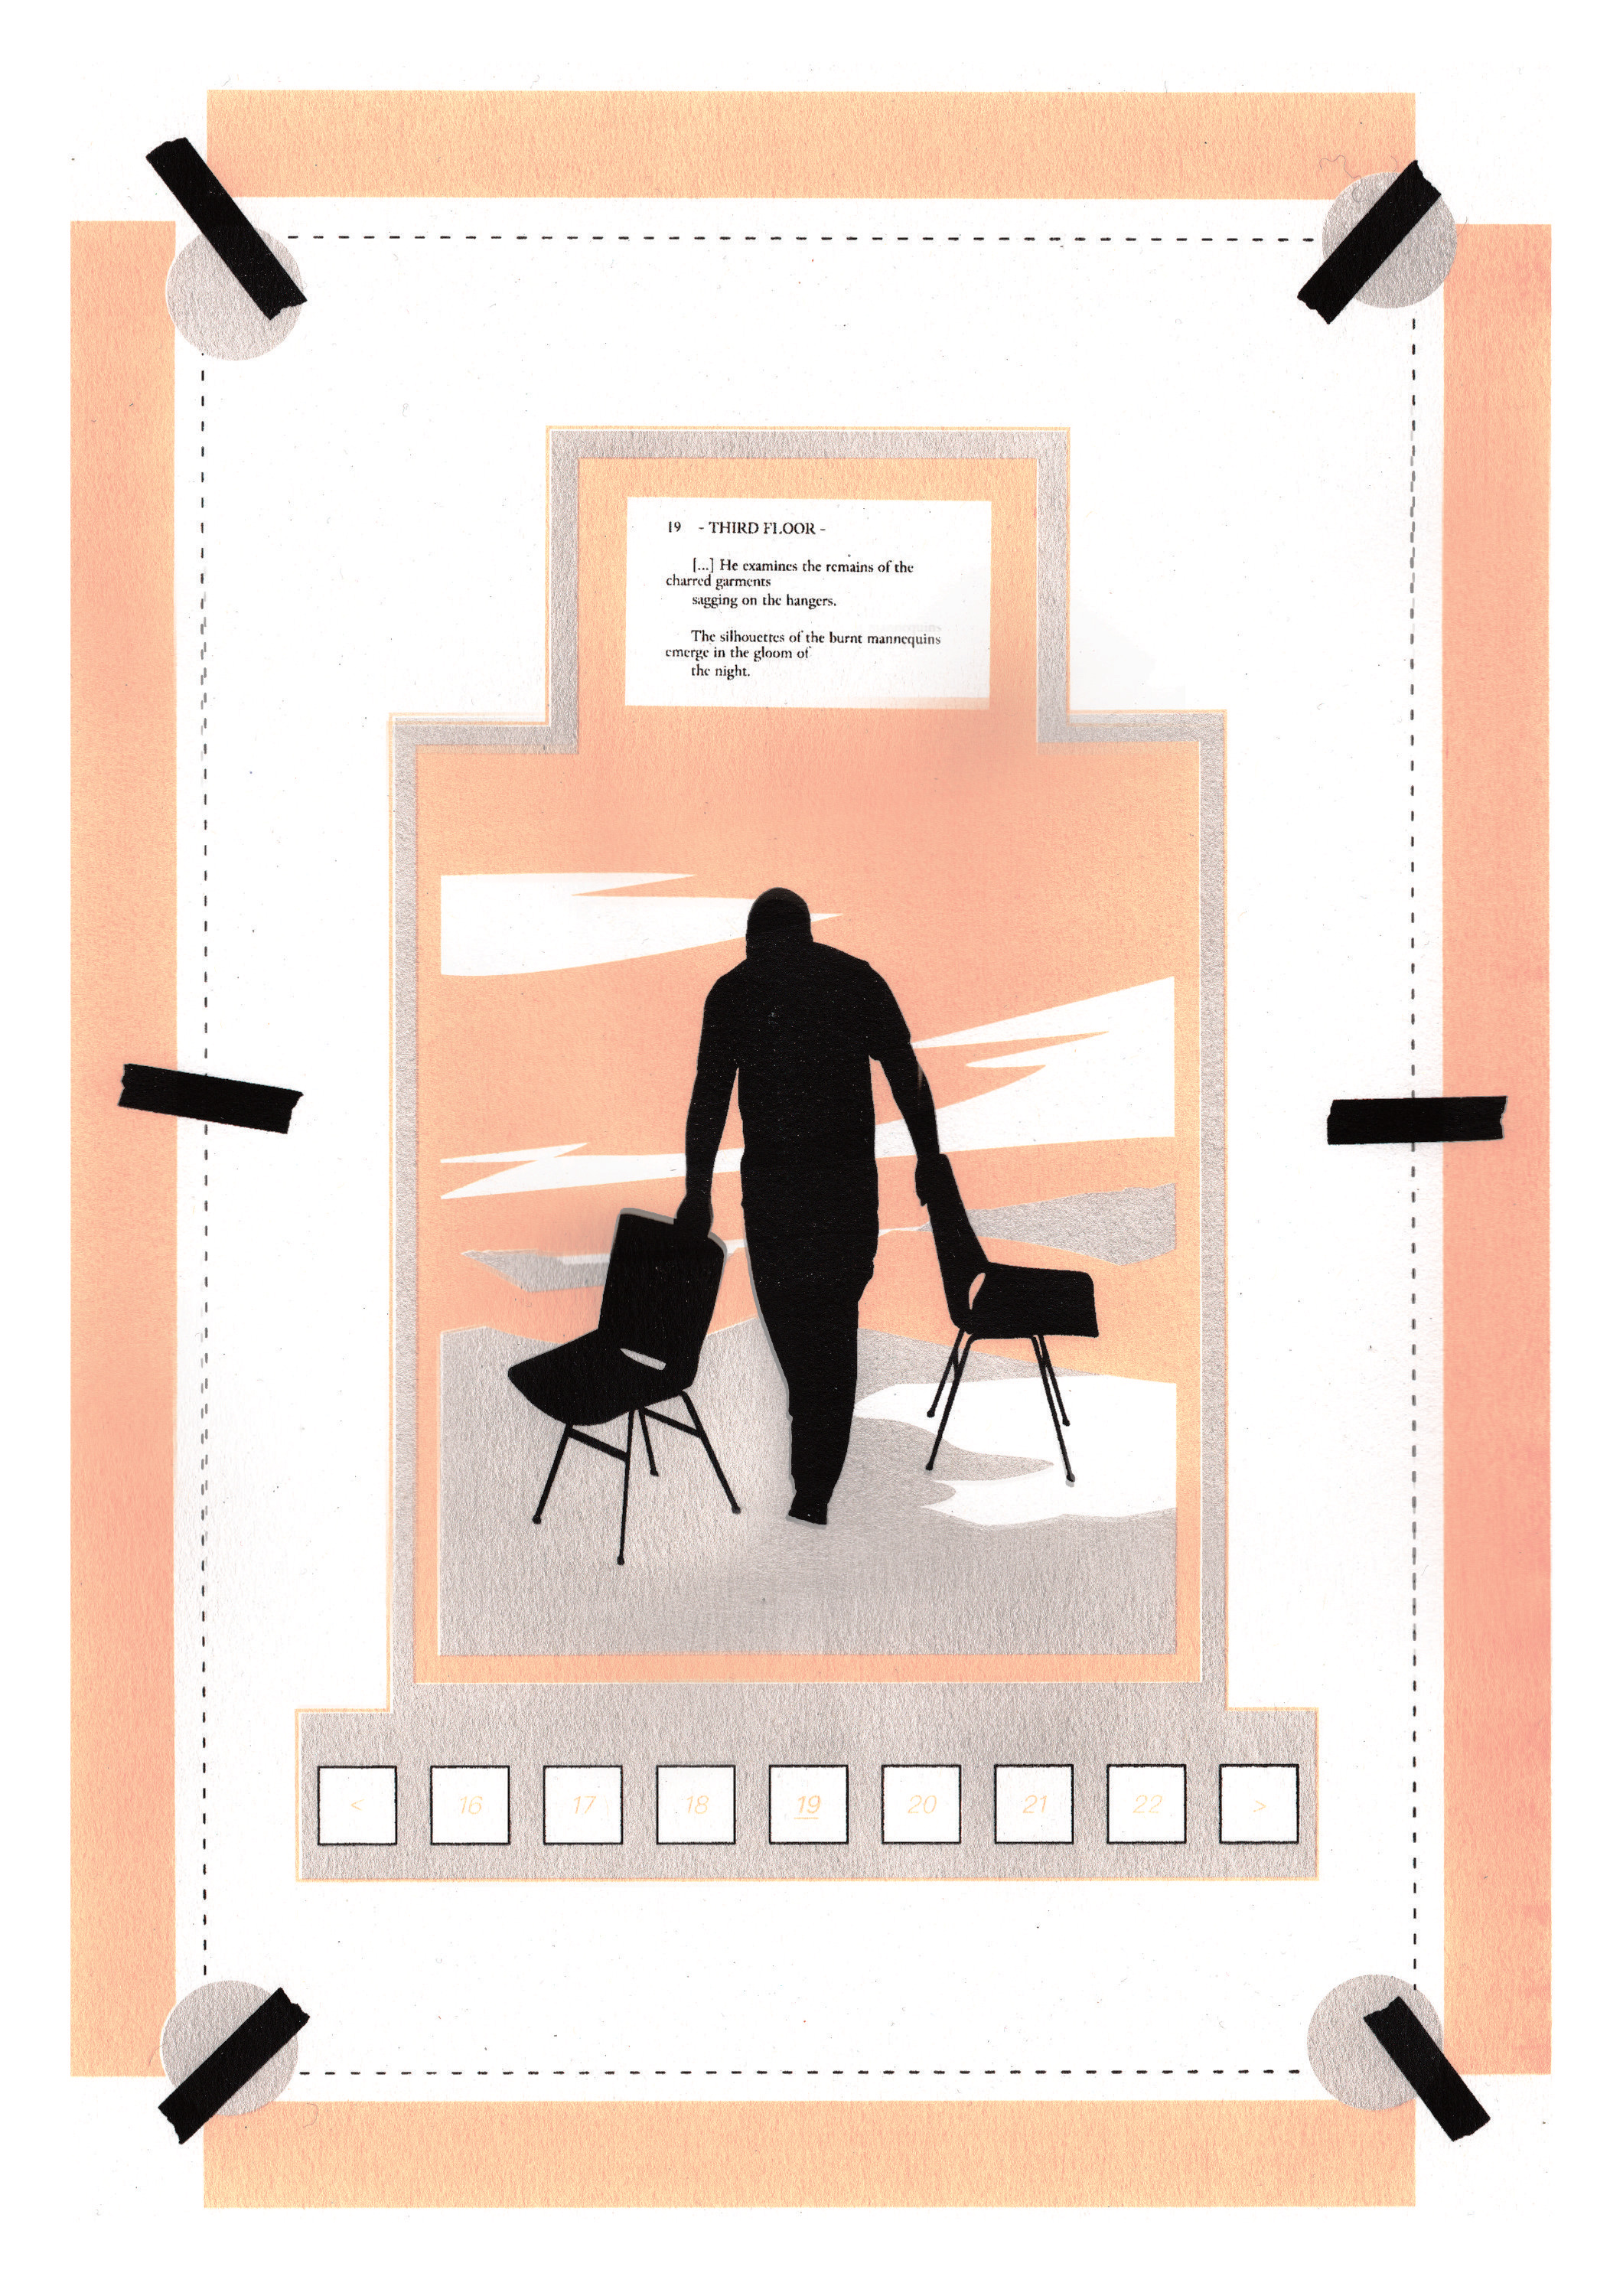 19 - THIRD FLOOR -
[...] He examines the remains of the
charred garments
sagging on the hangers.
The silhouettes of the burnt mannequins
emerge in the gloom of
the night.
< 16 17 18 19 20 21 22 >